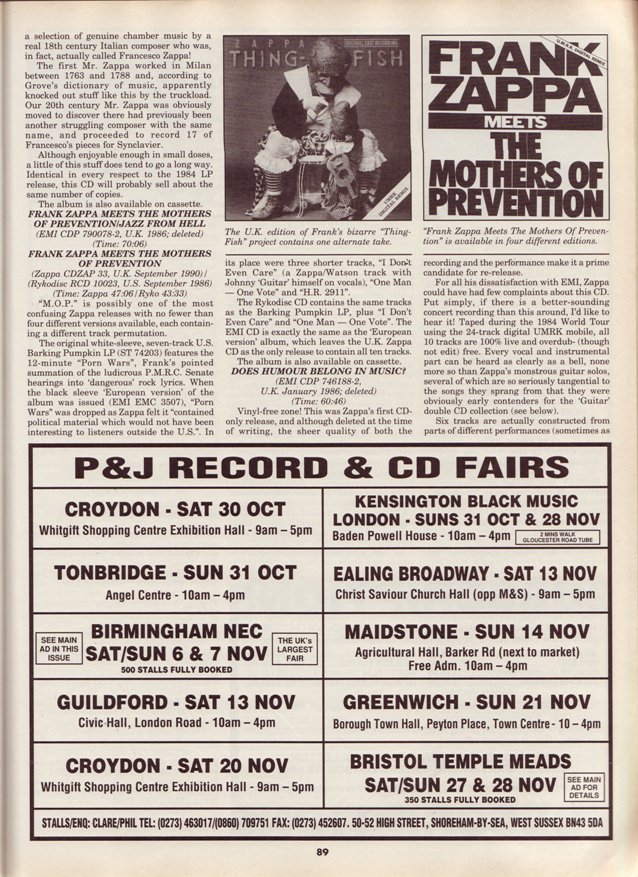 a selection of genuine chamber music by a
real 18th century Italian composer who was,
in fact, actually called Francesco Zappa!
The first Mr. Zappa worked in Milan
between 1763 and 1788 and, according to
Grove's dictionary of music, apparently
knocked out stuff like this by the truckload.
Our 20th century Mr. Zappa was obviously
moved to discover there had previously been
another struggling composer with the same
name, and proceeded to record 17 of
Francesco's pieces for Synclavier.
Although enjoyable enough in small doses,
a little of this stuff does tend to go a long way.
Identical in every respect to the 1984 LP
release, this CD will probably sell about the
same number of copies.
The album is also available on cassette.
FRANK ZAPPA MEETS THE MOTHERS
OF PREVENTION/JAZZ FROM HELL
(EMI CDP 790078-2, U.K. 1986; deleted)
(Time: 70:06)
FRANK ZAPPA MEETS THE MOTHERS
OF PREVENTION
(Zappa CDZAP 33, U.K. September 1990)/
(Rykodisc RCD 10023, U.S. September 1986)
(Time: Zappa 47:06/Ryko 43:33)
"M.O.P." is possibly one of the most
confusing Zappa releases with no fewer than
four different versions available, each contain-
ing a different track permutation.
The original white-sleeve, seven-track U.S.
Barking Pumpkin LP (ST 74203) features the
12-minute "Porn Wars", Frank's pointed
summation of the ludicrous P.M.R.C. Senate
hearings into 'dangerous' rock lyrics. When
the black sleeve 'European version' of the
album was issued (EMI EMC 3507), "Porn
Wars" was dropped as Zappa felt it "contained
political material which would not have been
interesting to listeners outside the U.S.". In
ZAPPA
ORIGINAL CAST RECORDING
THING-FISH
UMRK
DIGITAL REMIX
The U.K. edition of Frank's bizarre "Thing-
Fish" project contains one alternate take.
U.M.R.K. DIGITAL REMIX
FRANK
ZAPPA
MEETS
THE
MOTHERS OF
PREVENTION
"Frank Zappa Meets The Mothers Of Preven-
tion" is available in four different editions.
its place were three shorter tracks, "I Don't
Even Care" (a Zappa/Watson track with
Johnny 'Guitar' himself on vocals), "One Man
— One Vote" and "H.R. 2911".
The Rykodisc CD contains the same tracks
as the Barking Pumpkin LP, plus "I Don't
Even Care" and "One Man — One Vote". The
EMI CD is exactly the same as the 'European
version' album, which leaves the U.K. Zappa
CD as the only release to contain all ten tracks.
The album is also available on cassette.
DOES HUMOUR BELONG IN MUSIC?
(EMI CDP 746188-2,
U.K. January 1986; deleted)
(Time: 60:46)
Vinyl-free zone! This was Zappa's first CD-
only release, and although deleted at the time
of writing, the sheer quality of both the
recording and the performance make it a prime
candidate for re-release.
For all his dissatisfaction with EMI, Zappa
could have had few complaints about this CD.
Put simply, if there is a better-sounding
concert recording than this around, I'd like to
hear it! Taped during the 1984 World Tour
using the 24-track digital UMRK mobile, all
10 tracks are 100% live and overdub- (though
not edit) free. Every vocal and instrumental
part can be heard as clearly as a bell, none
more so than Zappa's monstrous guitar solos,
several of which are so seriously tangential to
the songs they sprang from that they were
obviously early contenders for the 'Guitar'
double CD collection (see below).
Six tracks are actually constructed from
parts of different performances (sometimes as
P&J RECORD & CD FAIRS
CROYDON - SAT 30 OCT
Whitgift Shopping Centre Exhibition Hall - 9am – 5pm
KENSINGTON BLACK MUSIC
LONDON - SUNS 31 OCT & 28 NOV
Baden Powell House - 10am – 4pm
2 MINS WALK
GLOUCESTER ROAD TUBE
TONBRIDGE - SUN 31 OCT
Angel Centre - 10am – 4pm
EALING BROADWAY - SAT 13 NOV
Christ Saviour Church Hall (opp M&S) - 9am – 5pm
SEE MAIN
AD IN THIS
ISSUE
BIRMINGHAM NEC
SAT/SUN 6 & 7 NOV
500 STALLS FULLY BOOKED
THE UK's
LARGEST
FAIR
MAIDSTONE - SUN 14 NOV
Agricultural Hall, Barker Rd (next to market)
Free Adm. 10am – 4pm
GUILDFORD - SAT 13 NOV
Civic Hall, London Road - 10am – 4pm
GREENWICH - SUN 21 NOV
Borough Town Hall, Peyton Place, Town Centre - 10 – 4pm
CROYDON - SAT 20 NOV
Whitgift Shopping Centre Exhibition Hall - 9am – 5pm
BRISTOL TEMPLE MEADS
SAT/SUN 27 & 28 NOV
350 STALLS FULLY BOOKED
SEE MAIN
AD FOR
DETAILS
STALLS/ENQ: CLARE/PHIL TEL: (0273) 463017/(0860) 709751 FAX: (0273) 452607. 50-52 HIGH STREET, SHOREHAM-BY-SEA, WEST SUSSEX BN43 5DA
89